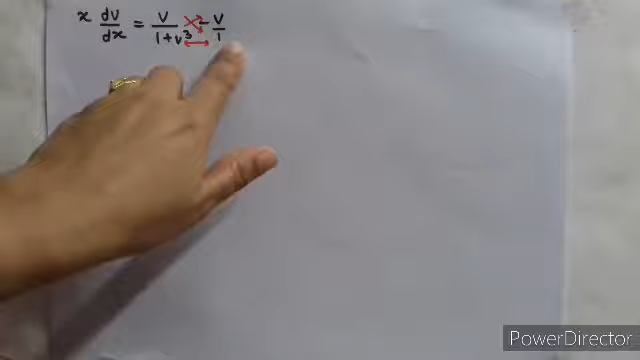 x dv/dx = v/1+v³ - v/1
PowerDirector